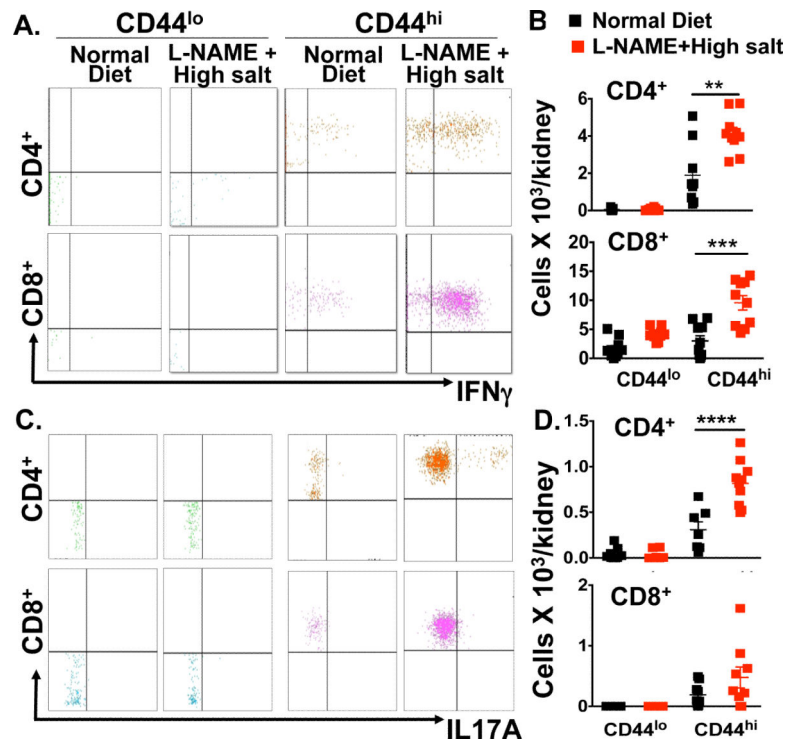 A.
CD44lo
CD44hi
Normal Diet
L-NAME + High salt
Normal Diet
L-NAME + High salt
CD4+
CD8+
IFNγ
B
Normal Diet
L-NAME+High salt
CD4+
**
6
4
2
0
CD8+
***
20
15
10
5
0
Cells X 10³/kidney
CD44lo
CD44hi
C.
CD4+
CD8+
IL17A
D.
CD4+
****
1.5
1.0
0.5
0.0
CD8+
2
1
0
Cells X 10³/kidney
CD44lo
CD44hi